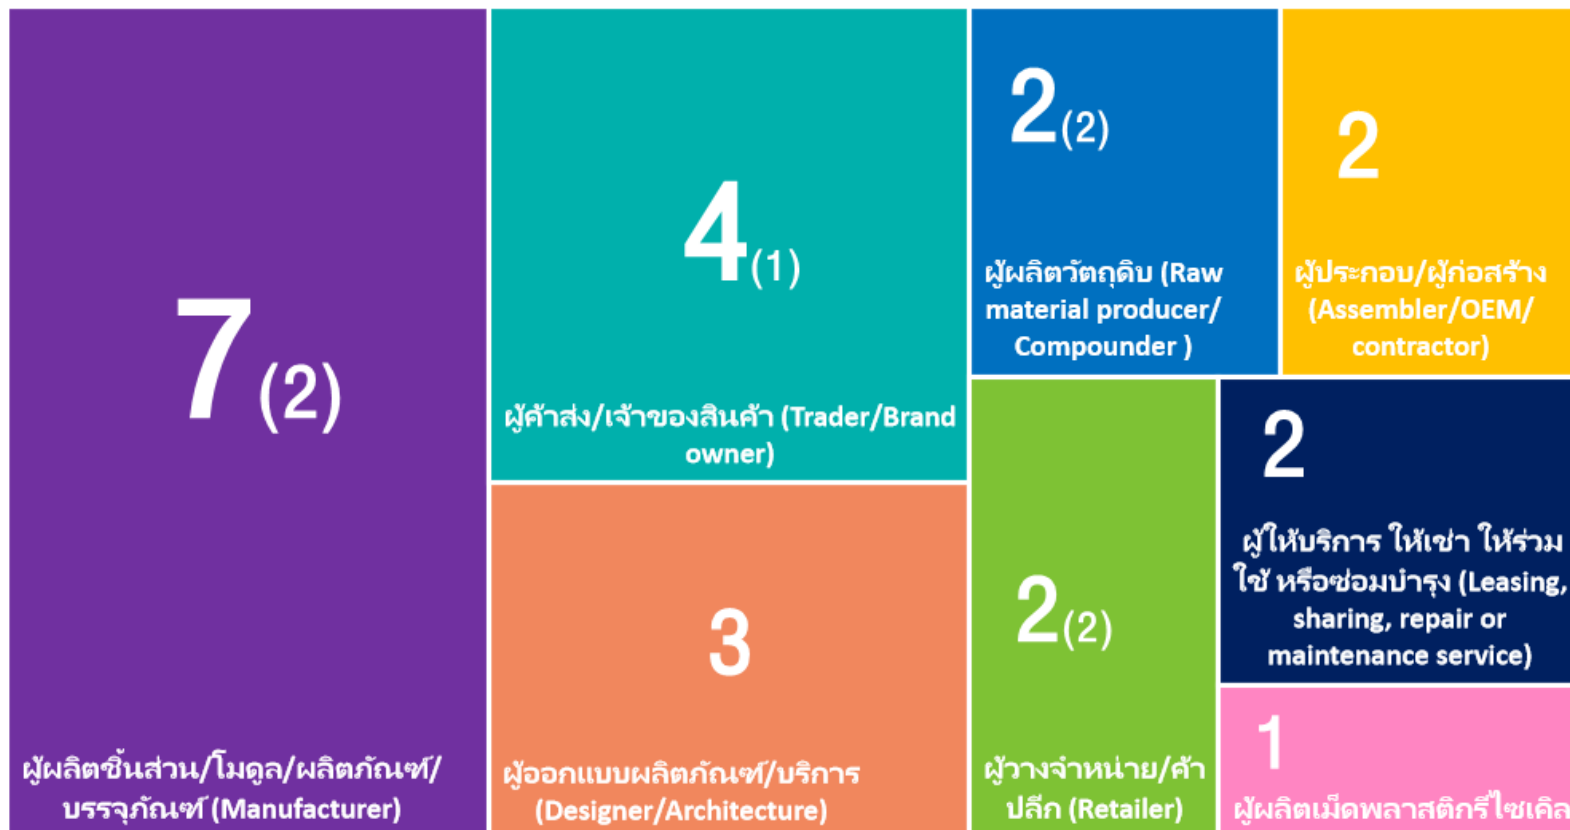 7 (2)
ผู้ผลิตชิ้นส่วน/โมดูล/ผลิตภัณฑ์/
บรรจุภัณฑ์ (Manufacturer)
4 (1)
ผู้ค้าส่ง/เจ้าของสินค้า (Trader/Brand
owner)
3
ผู้ออกแบบผลิตภัณฑ์/บริการ
(Designer/Architecture)
2 (2)
ผู้ผลิตวัตถุดิบ (Raw
material producer/
Compounder )
2
ผู้ประกอบ/ผู้ก่อสร้าง
(Assembler/OEM/
contractor)
2 (2)
ผู้วางจำหน่าย/ค้า
ปลีก (Retailer)
2
ผู้ให้บริการ ให้เช่า ให้ร่วม
ใช้ หรือซ่อมบำรุง (Leasing,
sharing, repair or
maintenance service)
1
ผู้ผลิตเม็ดพลาสติกรีไซเคิล